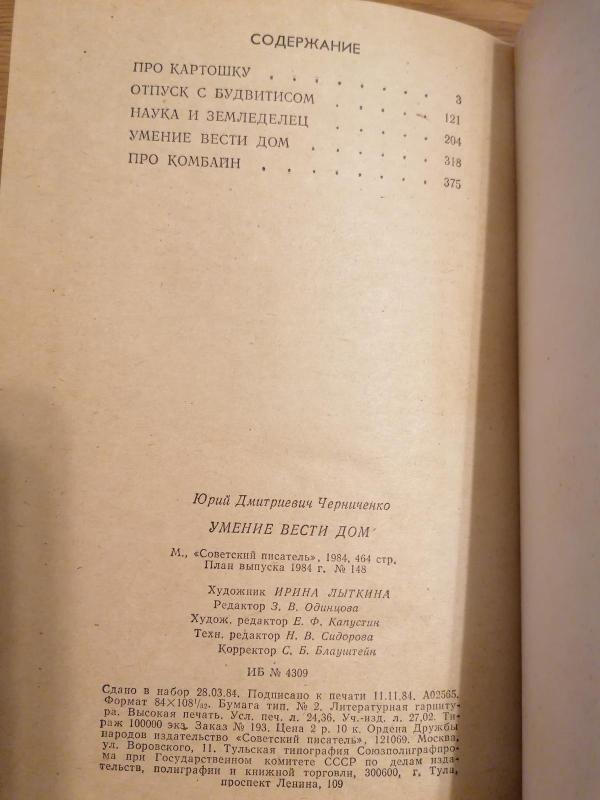 СОДЕРЖАНИЕ
ПРО КАРТОШКУ . . . . . . . 3
ОТПУСК С БУДВИТИСОМ . . . . 121
НАУКА И ЗЕМЛЕДЕЛЕЦ . . . . 204
УМЕНИЕ ВЕСТИ ДОМ . . . . 318
ПРО КОМБАЙН . . . . . . 375
Юрий Дмитриевич Черниченко
УМЕНИЕ ВЕСТИ ДОМ
М., «Советский писатель», 1984, 464 стр.
План выпуска 1984 г. № 148
Художник ИРИНА ЛЫТКИНА
Редактор З. В. Одинцова
Худож. редактор Е. Ф. Капустин
Техн. редактор Н. В. Сидорова
Корректор С. Б. Блауштейн
ИБ № 4309
Сдано в набор 28.03.84. Подписано к печати 11.11.84. А02565.
Формат 84×108¹/₃₂. Бумага тип. № 2. Литературная гарниту-
ра. Высокая печать. Усл. печ. л. 24,36. Уч.-изд. л. 27,02. Ти-
раж 100000 экз. Заказ № 193. Цена 2 р. 10 к. Ордена Дружбы
народов издательство «Советский писатель», 121069. Москва,
ул. Воровского, 11. Тульская типография Союзполиграфпро-
ма при Государственном комитете СССР по делам изда-
тельств, полиграфии и книжной торговли, 300600, г. Тула,
проспект Ленина, 109